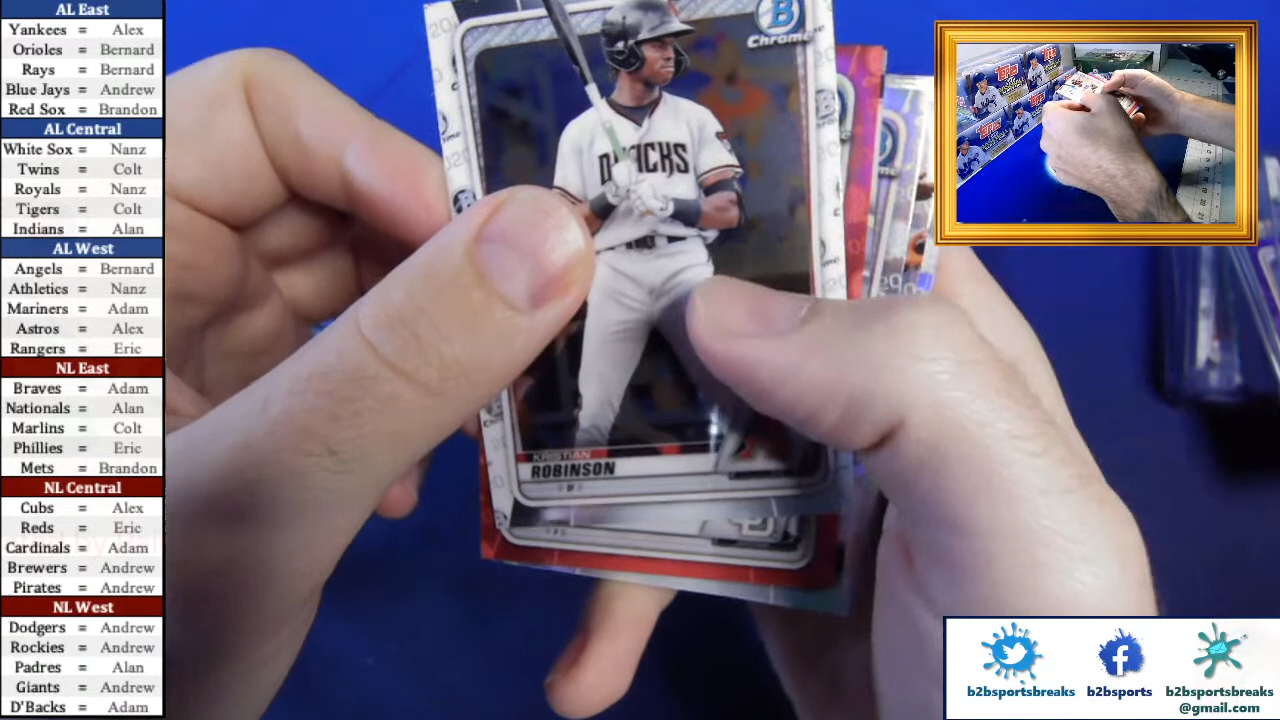 AL East
Yankees = Alex
Orioles = Bernard
Rays = Bernard
Blue Jays = Andrew
Red Sox = Brandon
AL Central
White Sox = Nanz
Twins = Colt
Royals = Nanz
Tigers = Colt
Indians = Alan
AL West
Angels = Bernard
Athletics = Nanz
Mariners = Adam
Astros = Alex
Rangers = Eric
NL East
Braves = Adam
Nationals = Alan
Marlins = Colt
Phillies = Eric
Mets = Brandon
NL Central
Cubs = Alex
Reds = Eric
Cardinals = Adam
Brewers = Andrew
Pirates = Andrew
NL West
Dodgers = Andrew
Rockies = Andrew
Padres = Alan
Giants = Andrew
D'Backs = Adam
B
Chrome
D BACKS
KRISTIAN
ROBINSON
Topps
Topps
b2bsportsbreaks
b2bsports
b2bsportsbreaks
@gmail.com